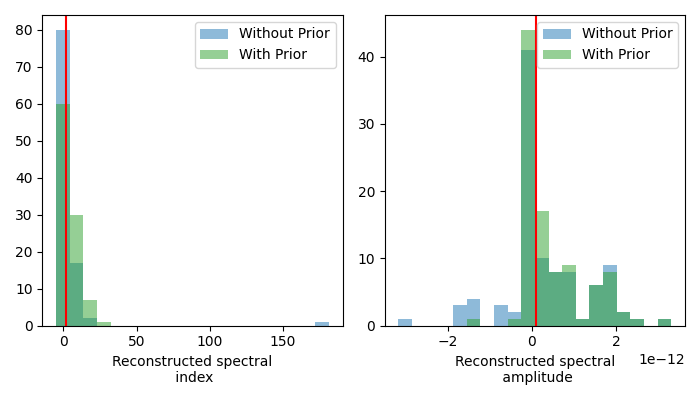 80
70
60
50
40
30
20
10
0
0
50
100
150
Without Prior
With Prior
Reconstructed spectral
index
40
30
20
10
0
−2
0
2
1e−12
Without Prior
With Prior
Reconstructed spectral
amplitude